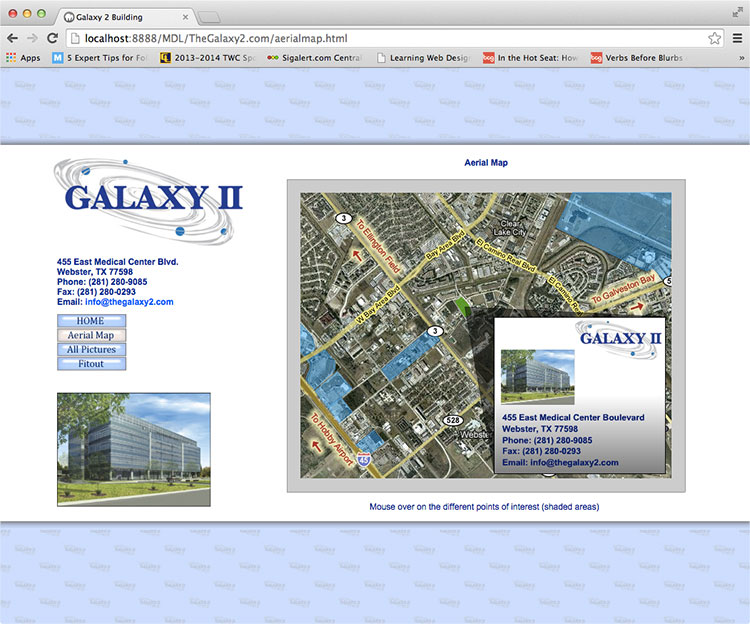 Galaxy 2 Building
localhost:8888/MDL/TheGalaxy2.com/aerialmap.html
Apps
5 Expert Tips for Fol
2013-2014 TWC Sp
Sigalert.com Central
Learning Web Desig
bog
In the Hot Seat: How
bog
Verbs Before Blurbs
»
GALAXY II
455 East Medical Center Blvd.
Webster, TX 77598
Phone: (281) 280-9085
Fax: (281) 280-0293
Email: info@thegalaxy2.com
HOME
Aerial Map
All Pictures
Fitout
Aerial Map
3
To Ellington Field
Bay Area Blvd
Clear
Lake City
El Camino Real Blvd
El Camino Real
To Galveston Bay
W Bay Area Blvd
3
528
Webster
To Hobby Airport
45
GALAXY II
455 East Medical Center Boulevard
Webster, TX 77598
Phone: (281) 280-9085
Fax: (281) 280-0293
Email: info@thegalaxy2.com
Mouse over on the different points of interest (shaded areas)